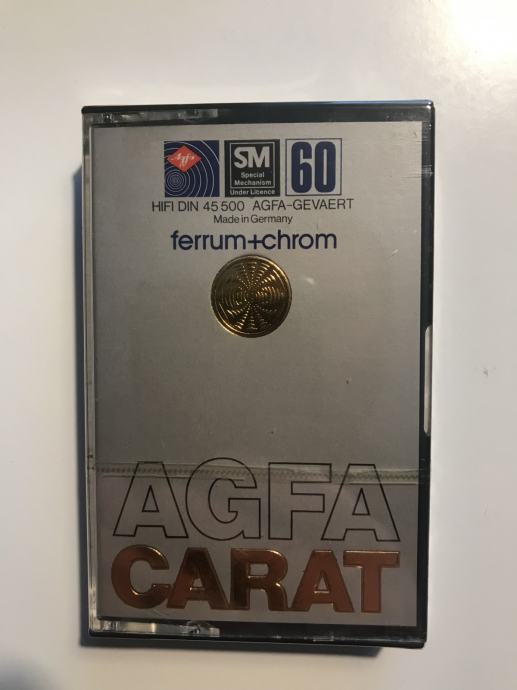 Agfa
SM
Special
Mechanism
Under Licence
60
HIFI DIN 45 500 AGFA-GEVAERT
Made in Germany
ferrum+chrom
AGFA
CARAT